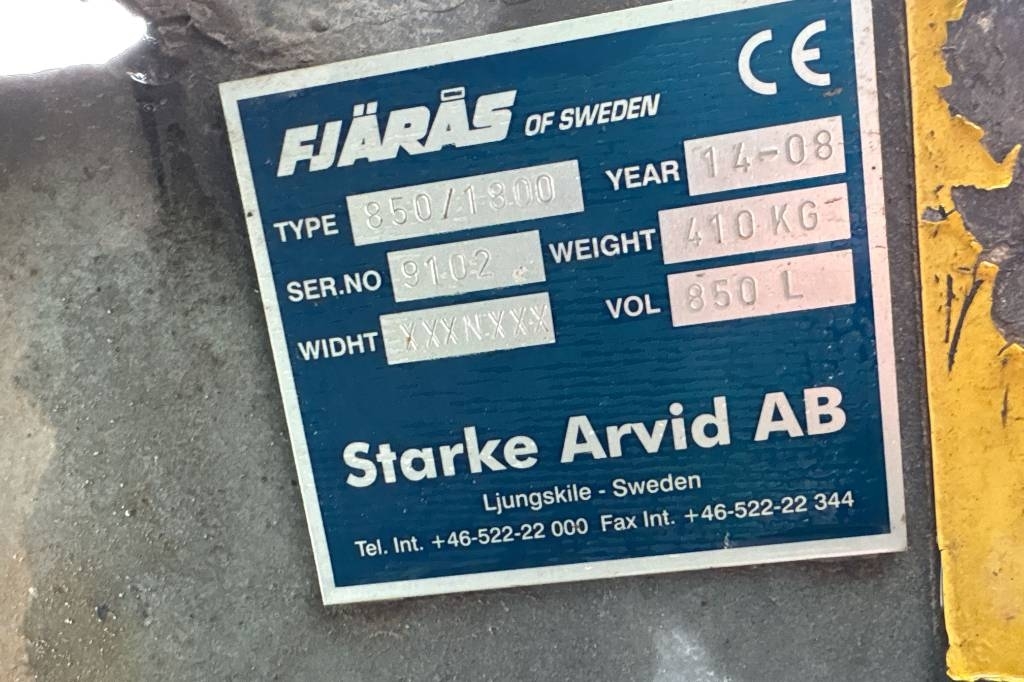 FJÄRÅS OF SWEDEN CE
TYPE 850/1800 YEAR 14-08
SER.NO 9102 WEIGHT 410 KG
WIDHT XXXNXXX VOL 850 L
Starke Arvid AB
Ljungskile - Sweden
Tel. Int. +46-522-22 000 Fax Int. +46-522-22 344